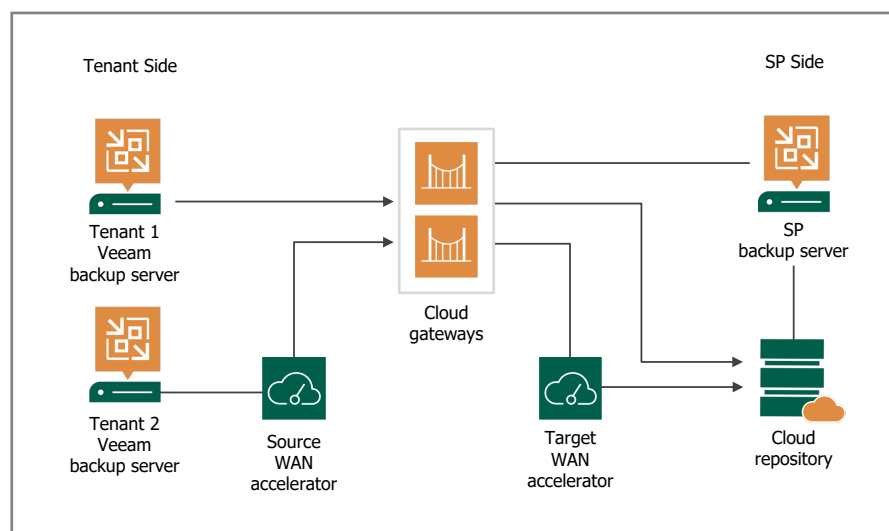 Tenant Side
SP Side
Tenant 1
Veeam
backup server
Cloud
gateways
SP
backup server
Tenant 2
Veeam
backup server
Source
WAN
accelerator
Target
WAN
accelerator
Cloud
repository